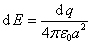 dE = dq / 4πε₀a²